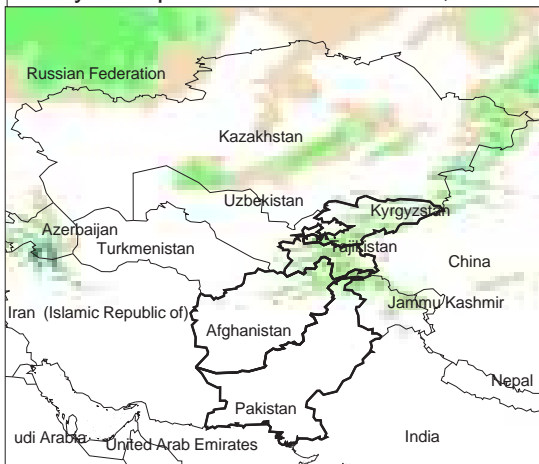 Russian Federation
Kazakhstan
Uzbekistan
Kyrgyzstan
Azerbaijan
Turkmenistan
Tajikistan
China
Iran (Islamic Republic of)
Jammu Kashmir
Afghanistan
Nepal
Pakistan
udi Arabia
United Arab Emirates
India